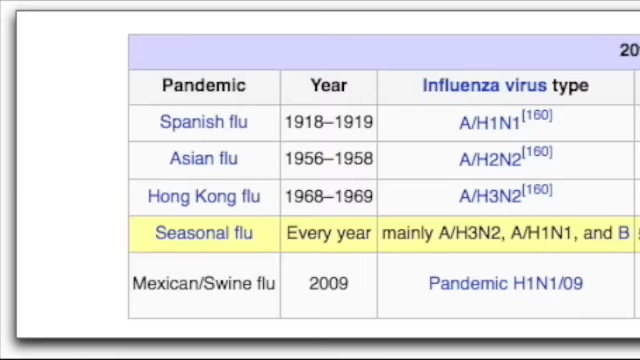 20
Pandemic Year Influenza virus type
Spanish flu 1918–1919 A/H1N1[160]
Asian flu 1956–1958 A/H2N2[160]
Hong Kong flu 1968–1969 A/H3N2[160]
Seasonal flu Every year mainly A/H3N2, A/H1N1, and B
Mexican/Swine flu 2009 Pandemic H1N1/09